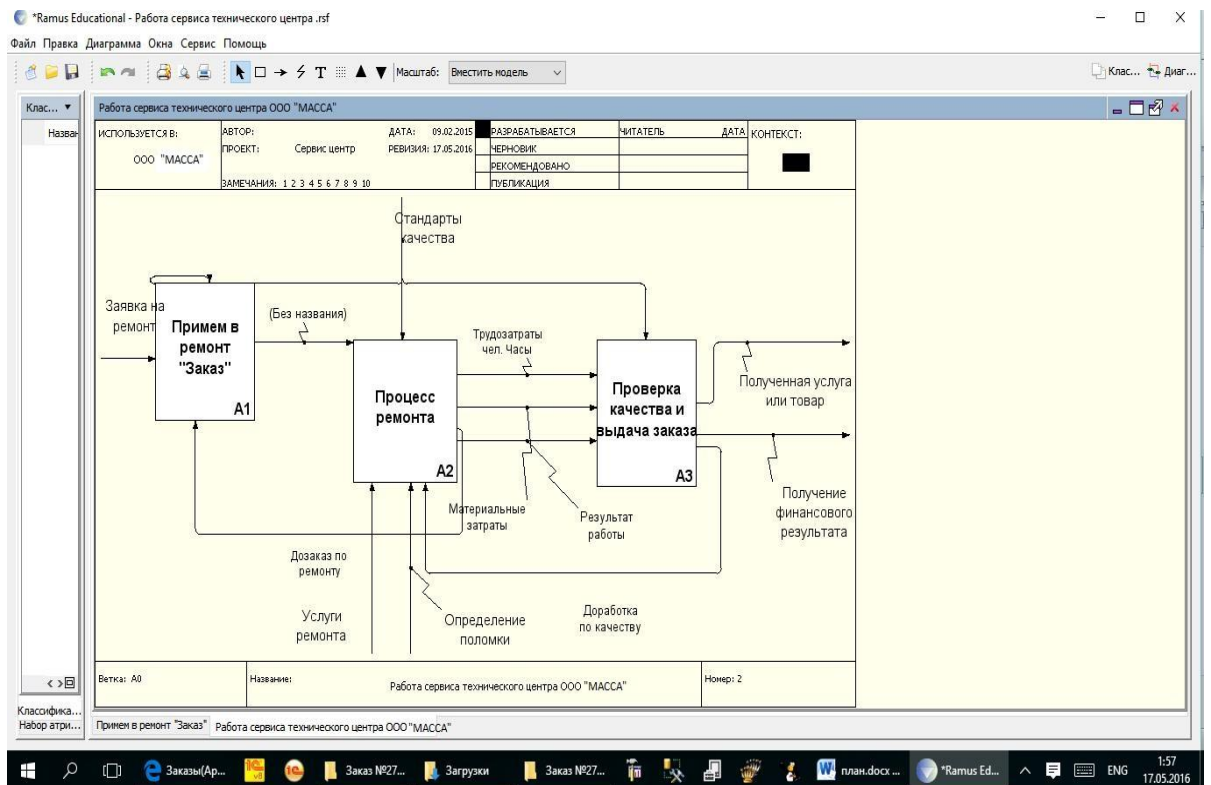 *Ramus Educational - Работа сервиса технического центра .rsf
Файл Правка Диаграмма Окна Сервис Помощь
Масштаб: Вместить модель
Клас... Диаг...
Клас...
Назван
Работа сервиса технического центра ООО "МАССА"
ИСПОЛЬЗУЕТСЯ В:
ООО "МАССА"
АВТОР:
ДАТА: 09.02.2015
ПРОЕКТ: Сервис центр
РЕВИЗИЯ: 17.05.2016
ЗАМЕЧАНИЯ: 1 2 3 4 5 6 7 8 9 10
РАЗРАБАТЫВАЕТСЯ
ЧЕРНОВИК
РЕКОМЕНДОВАНО
ПУБЛИКАЦИЯ
ЧИТАТЕЛЬ ДАТА
КОНТЕКСТ:
Стандарты
качества
Заявка на
ремонт
Примем в
ремонт
"Заказ"
A1
(Без названия)
Процесс
ремонта
A2
Трудозатраты
чел. Часы
Проверка
качества и
выдача заказа
A3
Полученная услуга
или товар
Получение
финансового
результата
Материальные
затраты
Результат
работы
Дозаказ по
ремонту
Услуги
ремонта
Определение
поломки
Доработка
по качеству
Ветка: A0
Название:
Работа сервиса технического центра ООО "МАССА"
Номер: 2
Классифика...
Набор атри...
Примем в ремонт "Заказ"
Работа сервиса технического центра ООО "МАССА"
Заказы(Ар...
Заказ №27...
Загрузки
Заказ №27...
план.docx ...
*Ramus Ed...
ENG
1:57
17.05.2016